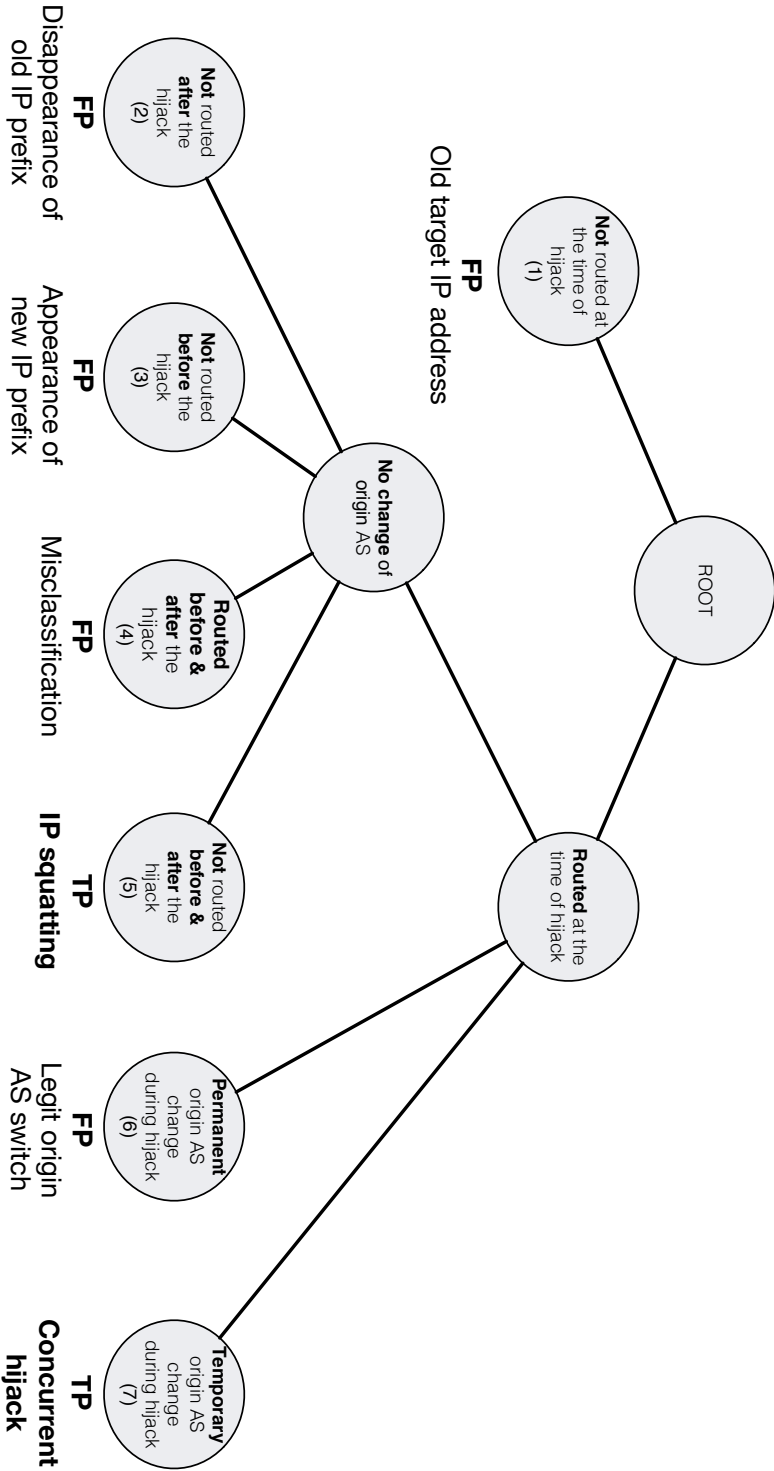 ROOT
Not routed at
the time of
hijack
(1)
FP
Old target IP address
Routed at the
time of hijack
No change of
origin AS
Not routed
after the
hijack
(2)
FP
Disappearance of
old IP prefix
Not routed
before the
hijack
(3)
FP
Appearance of
new IP prefix
Routed
before &
after the
hijack
(4)
FP
Misclassification
Not routed
before &
after the
hijack
(5)
TP
IP squatting
Permanent
origin AS
change
during hijack
(6)
FP
Legit origin
AS switch
Temporary
origin AS
change
during hijack
(7)
TP
Concurrent
hijack